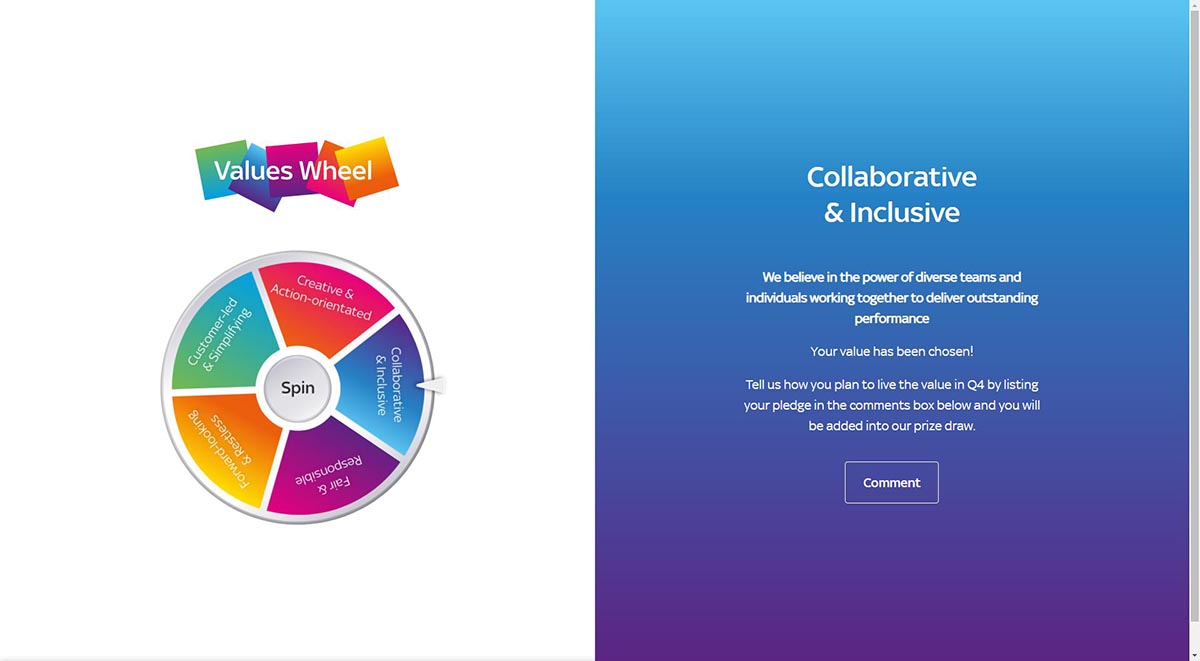 Values Wheel
Creative &
Action-orientated
Collaborative
& Inclusive
Fair &
Responsible
Forward-looking
& Restless
Customer-led
& Simplifying
Spin
Collaborative
& Inclusive
We believe in the power of diverse teams and
individuals working together to deliver outstanding
performance
Your value has been chosen!
Tell us how you plan to live the value in Q4 by listing
your pledge in the comments box below and you will
be added into our prize draw.
Comment